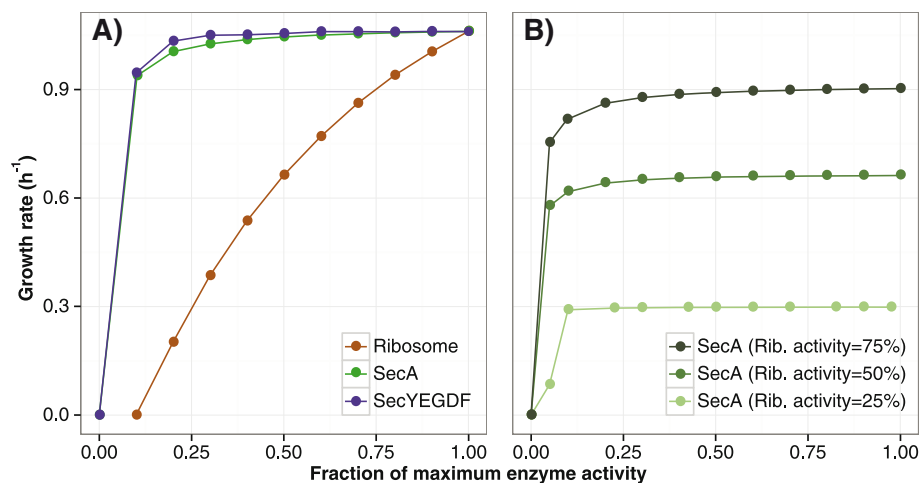 A)
B)
Growth rate (h⁻¹)
0.9
0.6
0.3
0.0
Ribosome
SecA
SecYEGDF
SecA (Rib. activity=75%)
SecA (Rib. activity=50%)
SecA (Rib. activity=25%)
0.00 0.25 0.50 0.75 1.00 0.00 0.25 0.50 0.75 1.00
Fraction of maximum enzyme activity